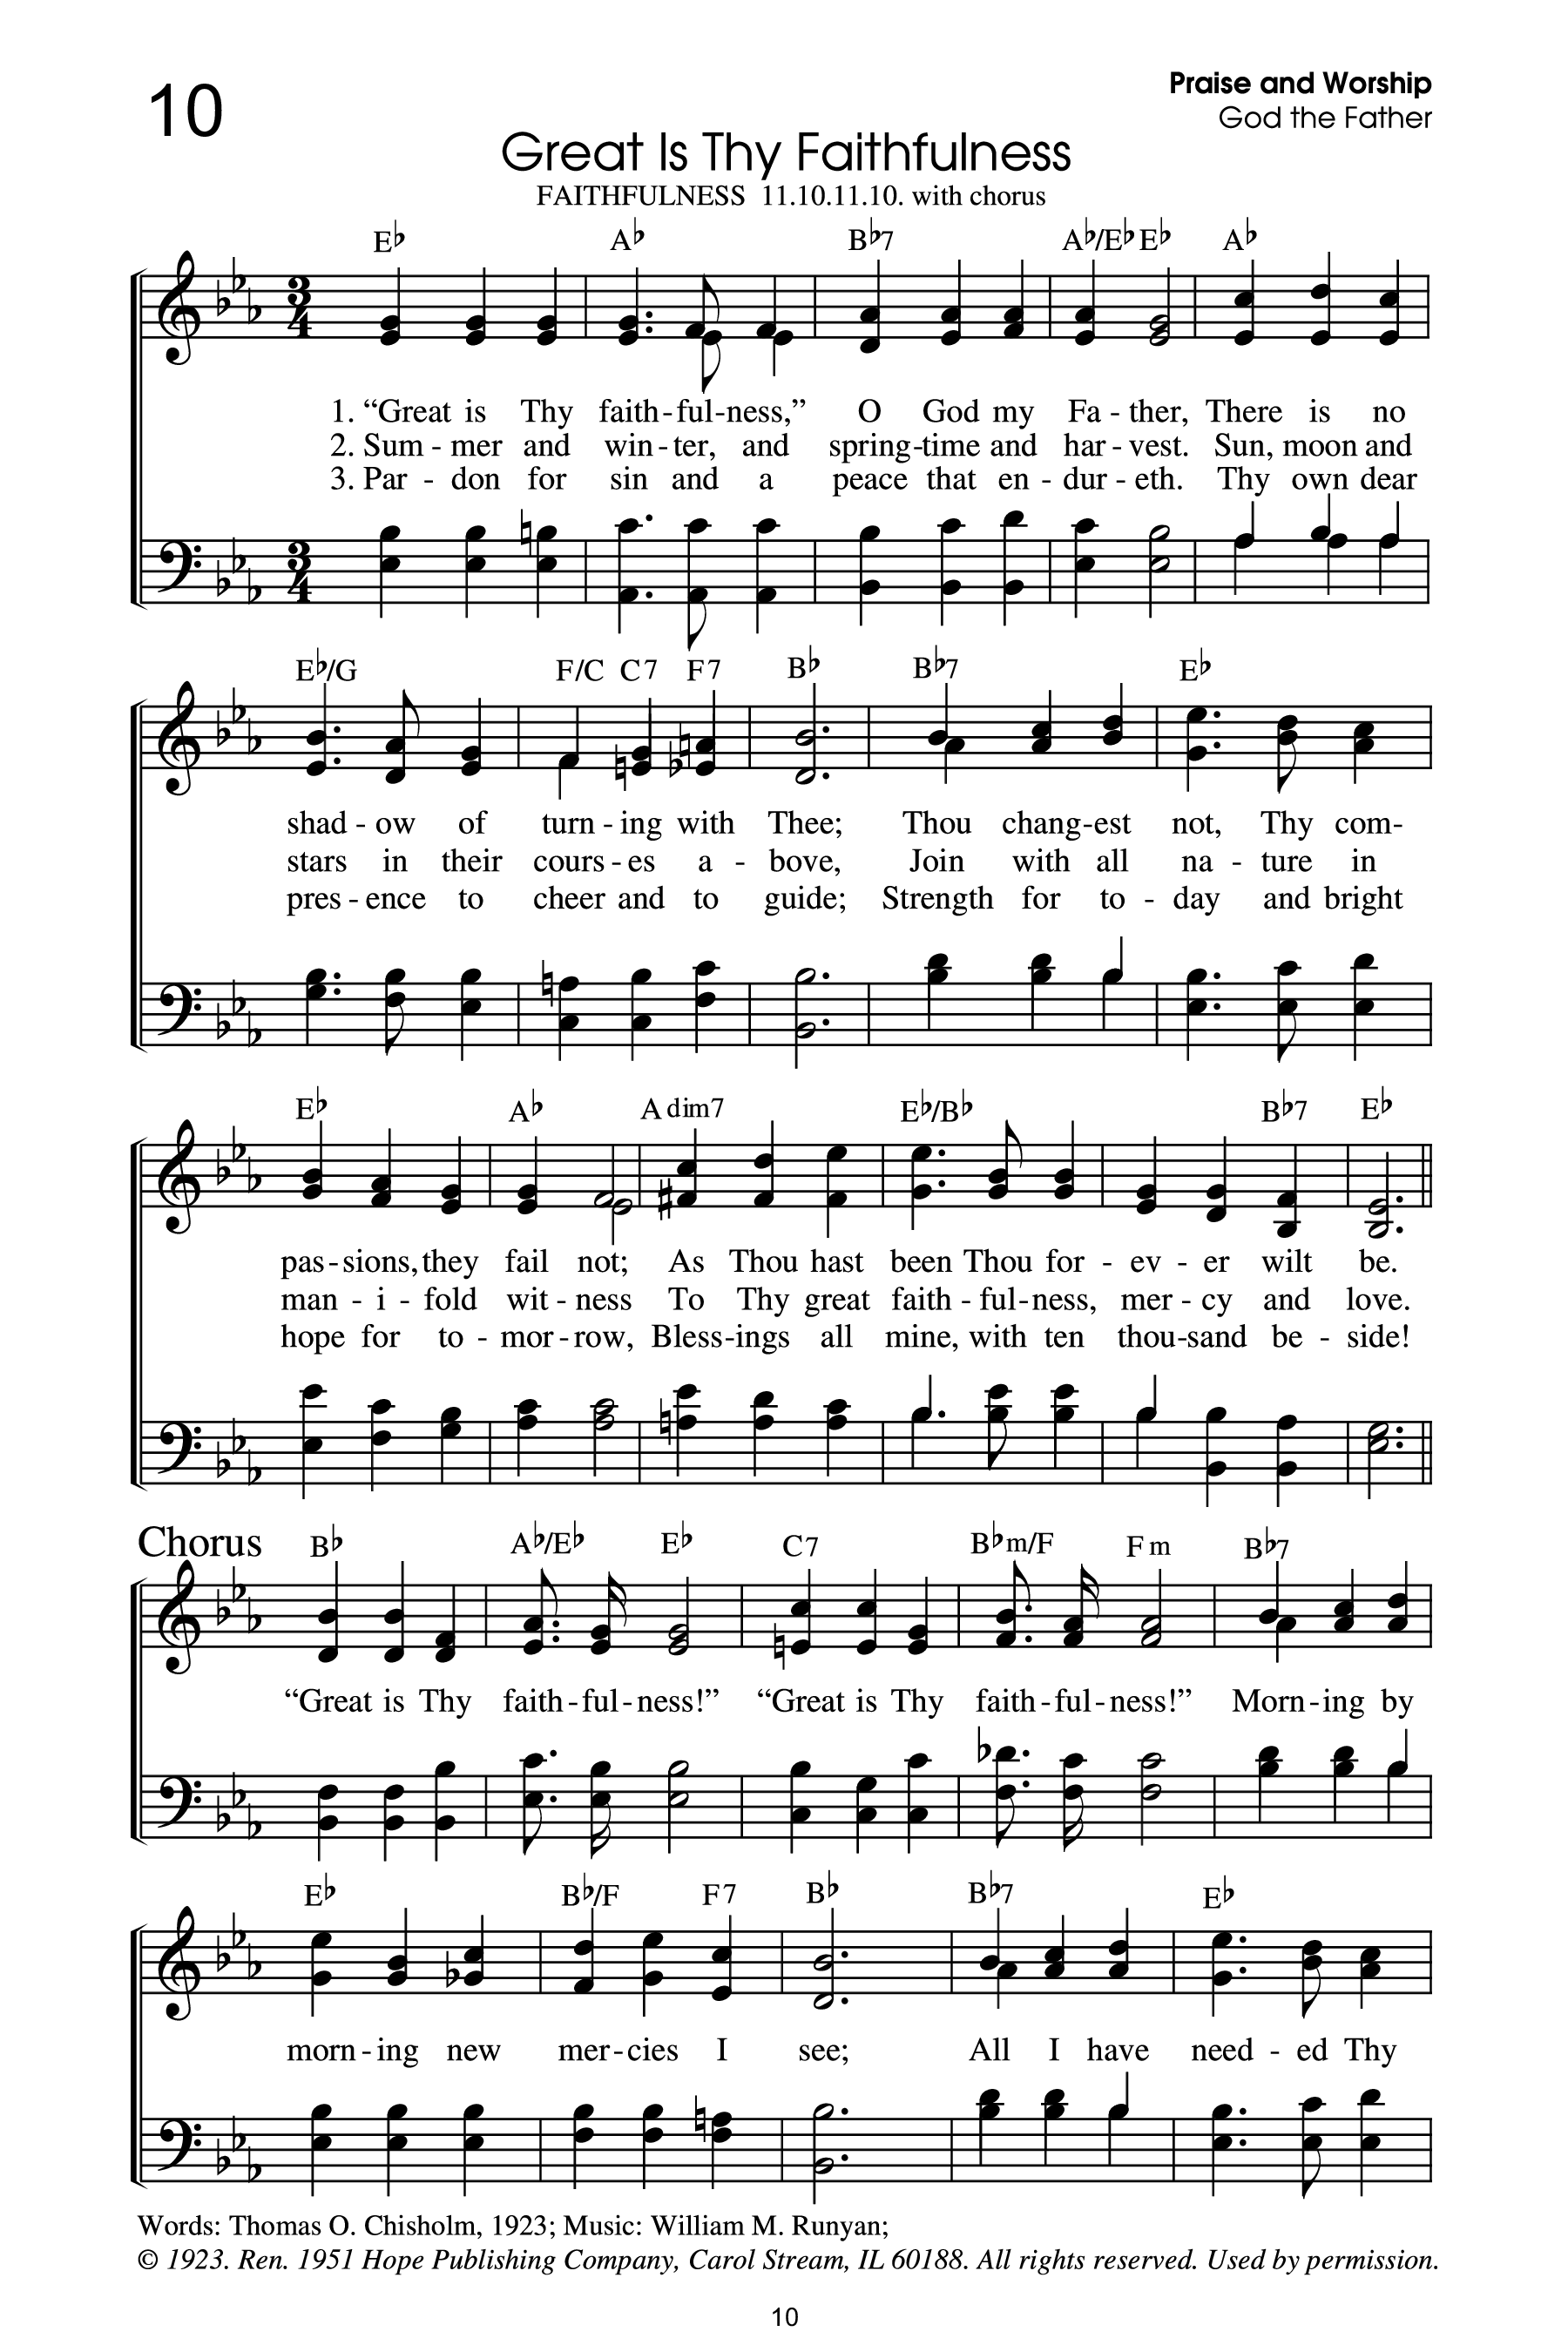 10
Praise and Worship
God the Father
Great Is Thy Faithfulness
FAITHFULNESS 11.10.11.10. with chorus
E♭ A♭ B♭7 A♭/E♭ E♭ A♭
1. “Great is Thy faith - ful - ness,” O God my Fa - ther, There is no
2. Sum - mer and win - ter, and spring - time and har - vest. Sun, moon and
3. Par - don for sin and a peace that en - dur - eth. Thy own dear
E♭/G F/C C7 F7 B♭ B♭7 E♭
shad - ow of turn - ing with Thee; Thou chang - est not, Thy com-
stars in their cours - es a - bove, Join with all na - ture in
pres - ence to cheer and to guide; Strength for to - day and bright
E♭ A♭ A dim7 E♭/B♭ B♭7 E♭
pas - sions, they fail not; As Thou hast been Thou for - ev - er wilt be.
man - i - fold wit - ness To Thy great faith - ful - ness, mer - cy and love.
hope for to - mor - row, Bless - ings all mine, with ten thou - sand be - side!
Chorus B♭ A♭/E♭ E♭ C7 B♭m/F F m B♭7
“Great is Thy faith - ful - ness!” “Great is Thy faith - ful - ness!” Morn - ing by
E♭ B♭/F F7 B♭ B♭7 E♭
morn - ing new mer - cies I see; All I have need - ed Thy
Words: Thomas O. Chisholm, 1923; Music: William M. Runyan;
© 1923. Ren. 1951 Hope Publishing Company, Carol Stream, IL 60188. All rights reserved. Used by permission.
10